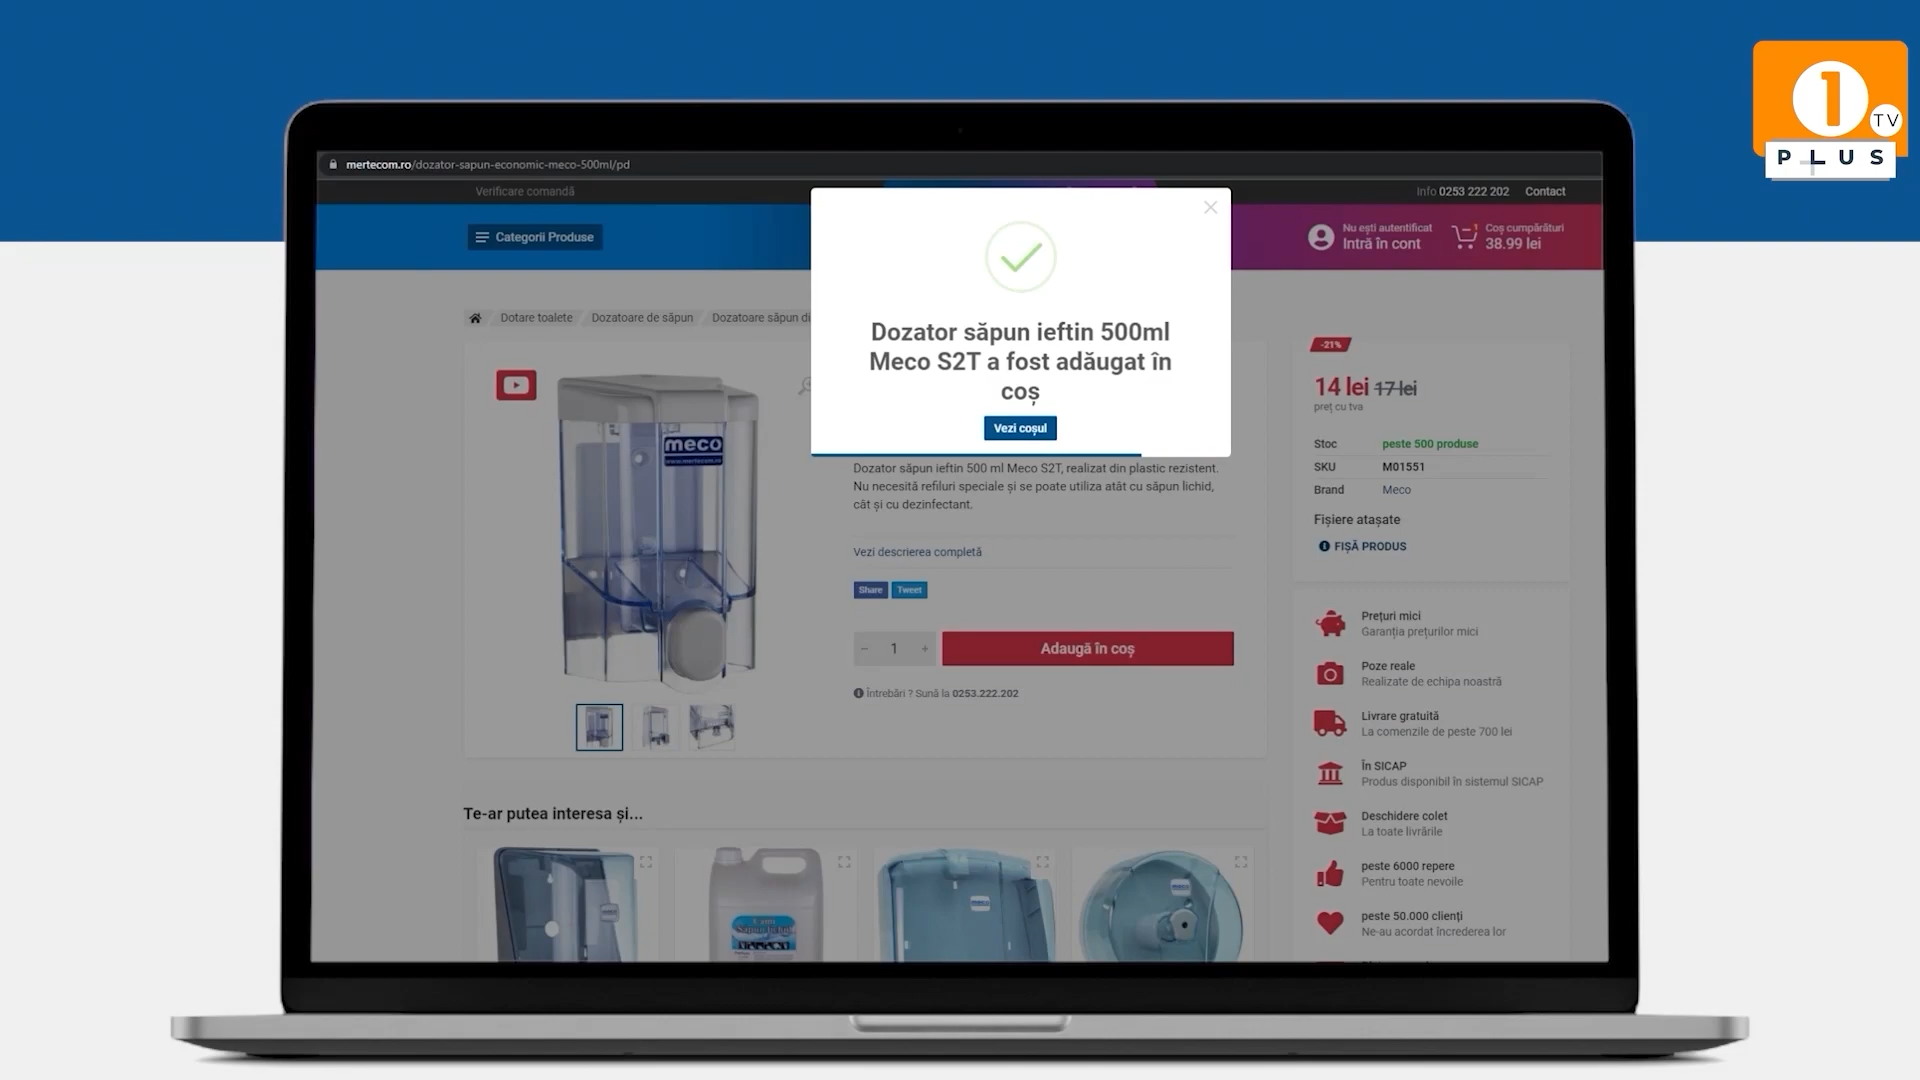 1
TV
PLUS
mertecom.ro/dozator-sapun-economic-meco-500ml/pd
Verificare comandă
Info 0253 222 202 Contact
Categorii Produse
Nu ești autentificat
Intră în cont
Coș cumpărături
38.99 lei
Dotare toalete
Dozatoare de săpun
Dozatoare săpun di
Dozator săpun ieftin 500ml
Meco S2T a fost adăugat în
coș
Vezi coșul
meco
www.mertecom.ro
Dozator săpun ieftin 500 ml Meco S2T, realizat din plastic rezistent.
Nu necesită refiluri speciale și se poate utiliza atât cu săpun lichid,
cât și cu dezinfectant.
Vezi descrierea completă
Share Tweet
- 1 +
Adaugă în coș
Întrebări ? Sună la 0253.222.202
-21%
14 lei 17 lei
preț cu tva
Stoc peste 500 produse
SKU M01551
Brand Meco
Fișiere atașate
FIȘĂ PRODUS
Prețuri mici
Garanția prețurilor mici
Poze reale
Realizate de echipa noastră
Livrare gratuită
La comenzile de peste 700 lei
În SICAP
Produs disponibil în sistemul SICAP
Deschidere colet
La toate livrările
peste 6000 repere
Pentru toate nevoile
peste 50.000 clienți
Ne-au acordat încrederea lor
Te-ar putea interesa și...